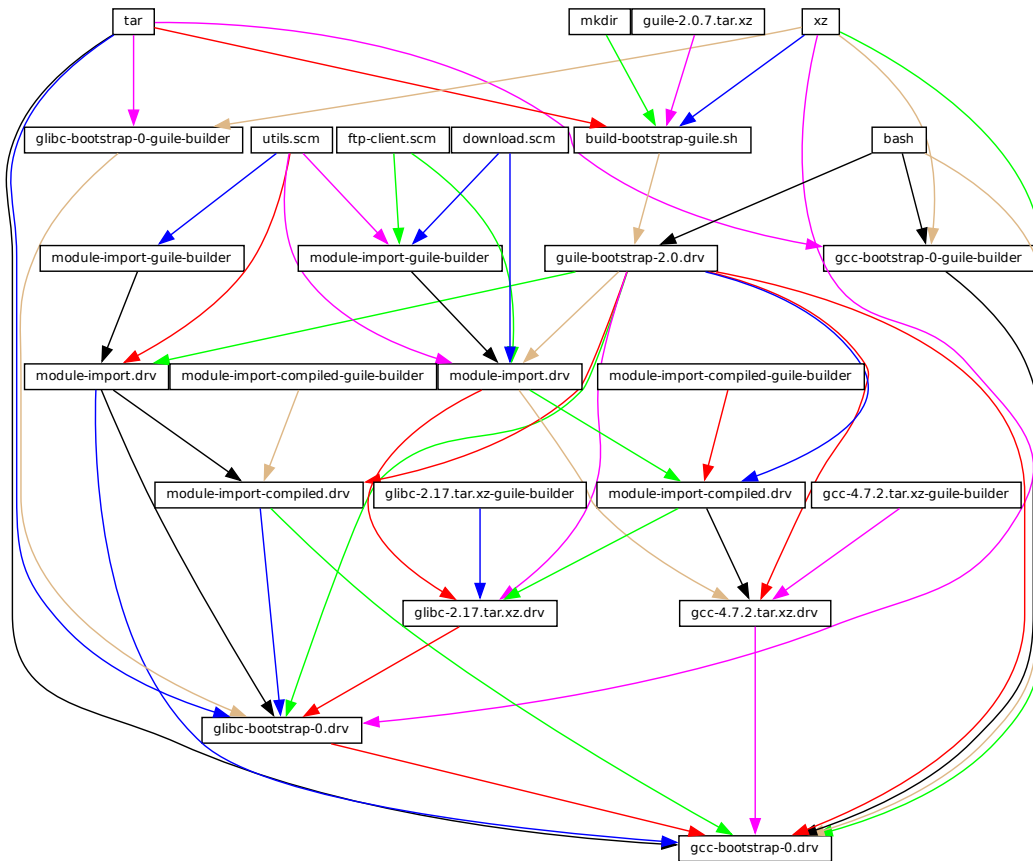 tar
mkdir
guile-2.0.7.tar.xz
xz
glibc-bootstrap-0-guile-builder
utils.scm
ftp-client.scm
download.scm
build-bootstrap-guile.sh
bash
module-import-guile-builder
module-import-guile-builder
guile-bootstrap-2.0.drv
gcc-bootstrap-0-guile-builder
module-import.drv
module-import-compiled-guile-builder
module-import.drv
module-import-compiled-guile-builder
module-import-compiled.drv
glibc-2.17.tar.xz-guile-builder
module-import-compiled.drv
gcc-4.7.2.tar.xz-guile-builder
glibc-2.17.tar.xz.drv
gcc-4.7.2.tar.xz.drv
glibc-bootstrap-0.drv
gcc-bootstrap-0.drv